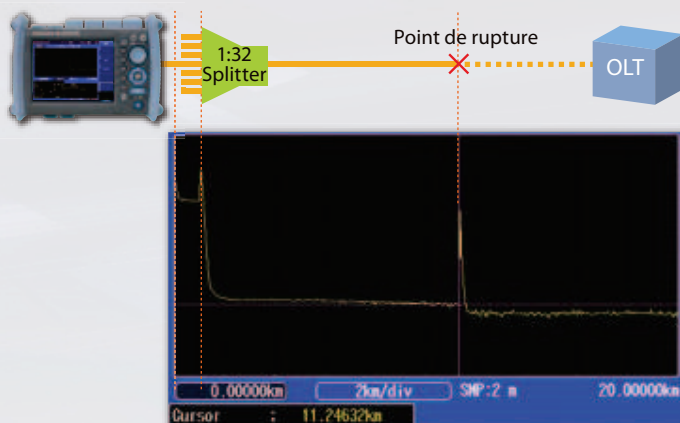 1:32
Splitter
Point de rupture
OLT
0.00000km
2km/div
SMP:2 m
20.00000km
Cursor : 11.24632km